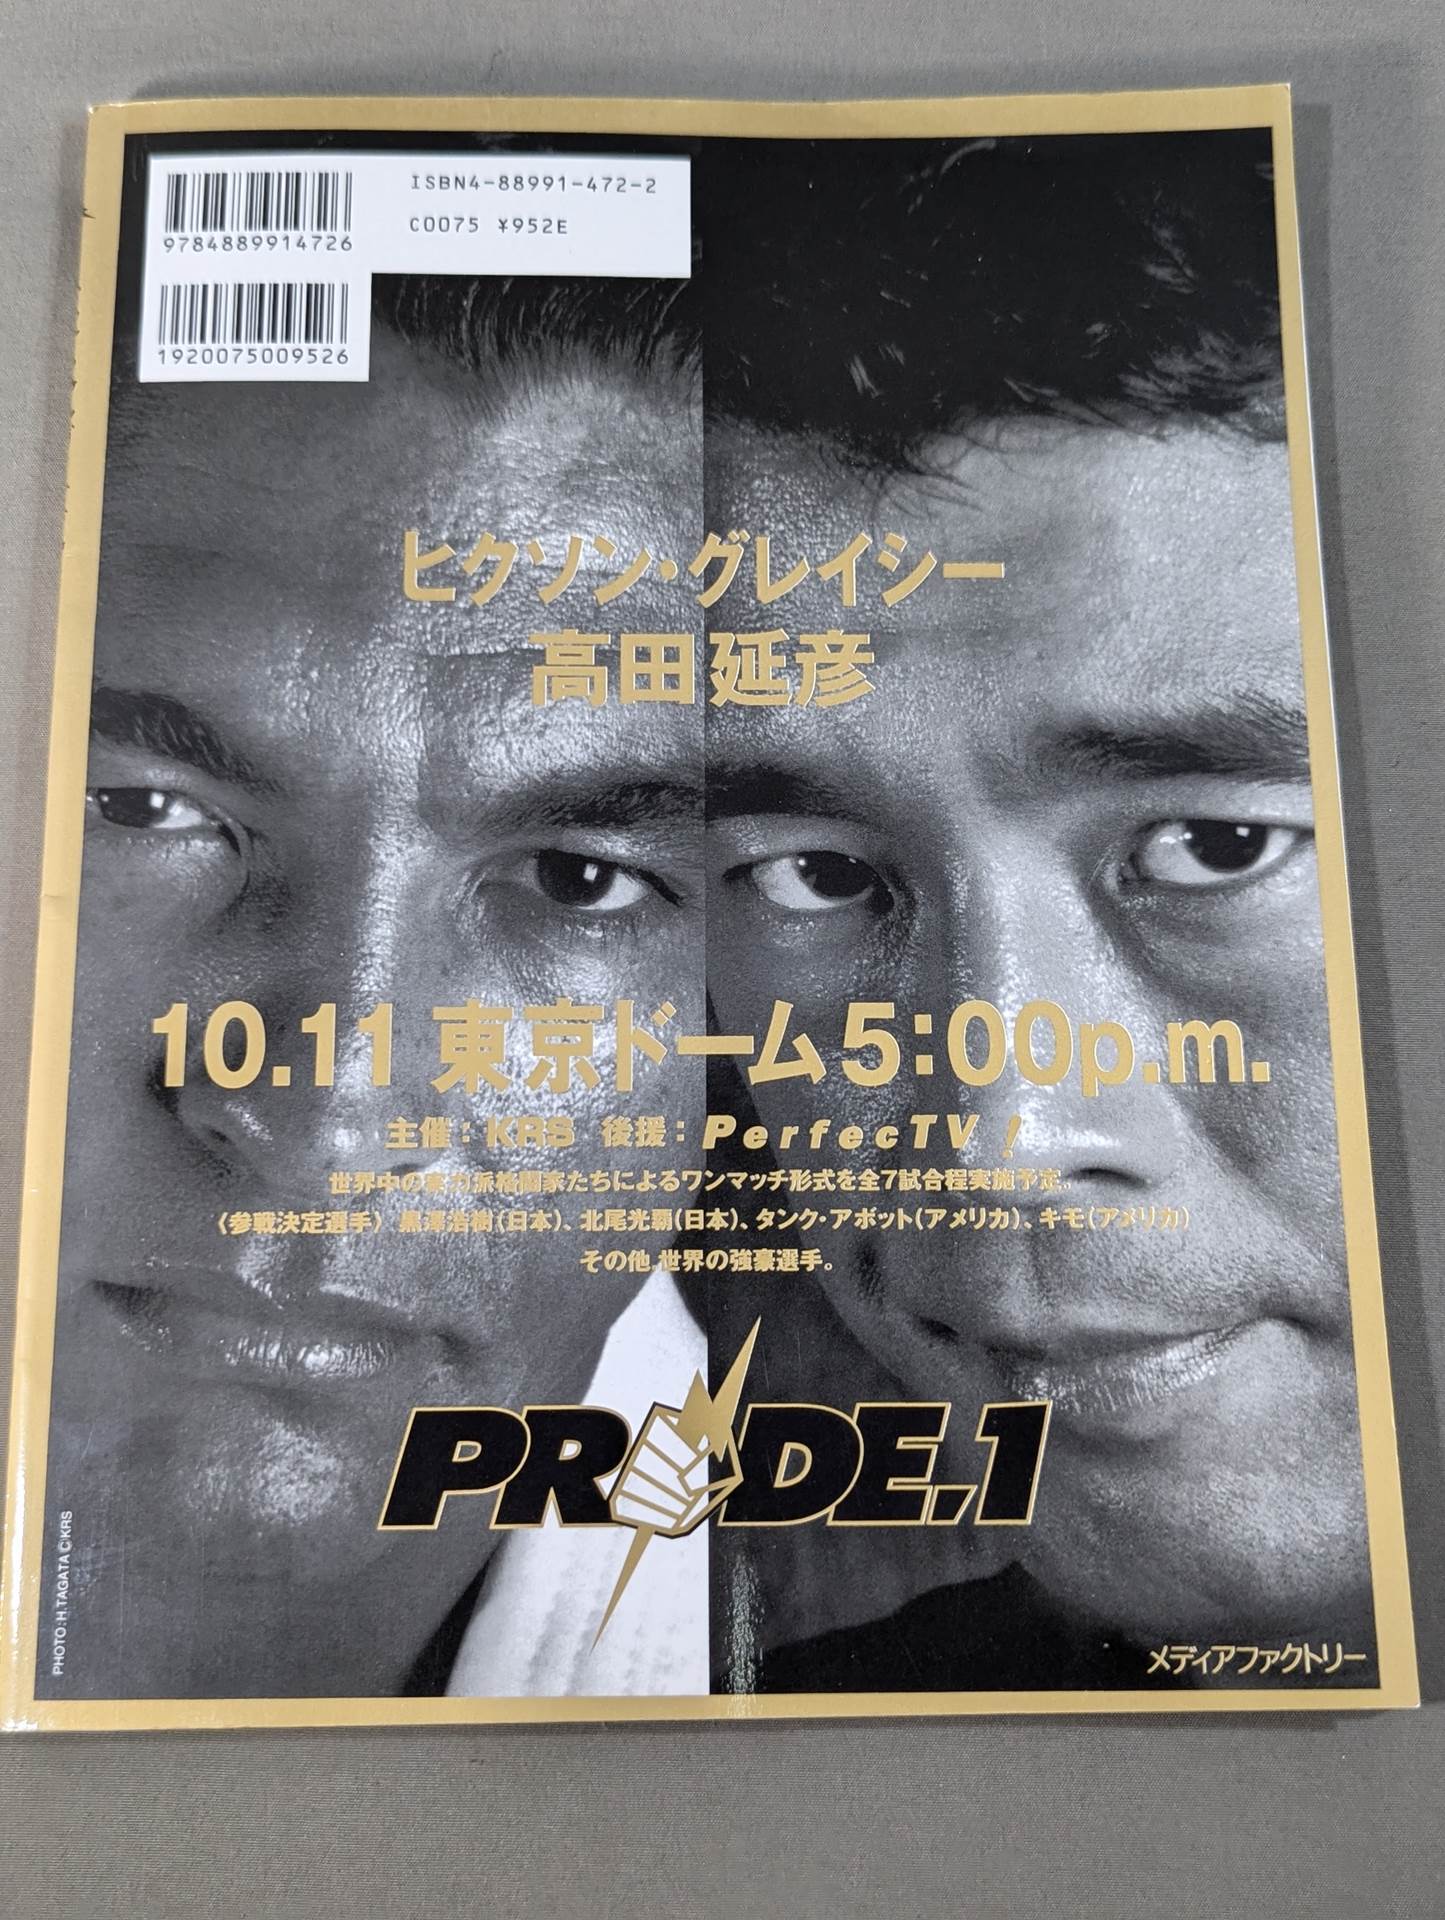 ISBN4-88991-472-2
C0075 ¥952E
9784889914726
1920075009526
ヒクソン・グレイシー
高田延彦
10.11 東京ドーム 5:00p.m.
主催：KRS 後援：PerfecTV!
世界中の実力派格闘家たちによるワンマッチ形式を全7試合程実施予定。
〈参戦決定選手〉 黒澤浩樹(日本)、北尾光覇(日本)、タンク・アボット(アメリカ)、キモ(アメリカ)
その他、世界の強豪選手。
PRIDE.1
PHOTO:H.TAGATA C:KRS
メディアファクトリー